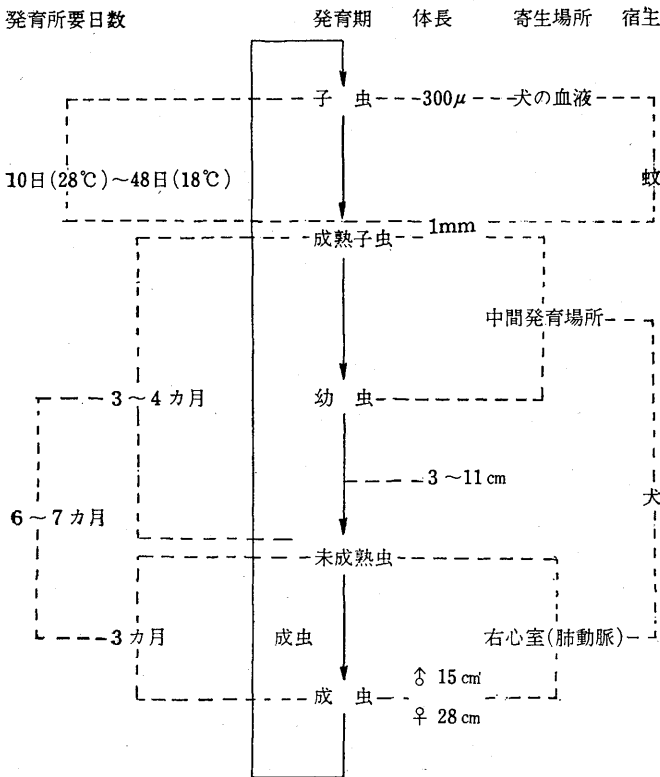 発育所要日数 発育期 体長 寄生場所 宿主
子虫 300μ 犬の血液
10日(28℃)~48日(18℃) 蚊
1mm
成熟子虫
中間発育場所
3~4カ月 幼虫
3~11cm
6~7カ月 犬
未成熟虫
3カ月 成虫 右心室(肺動脈)
成虫 ♂ 15cm
♀ 28cm